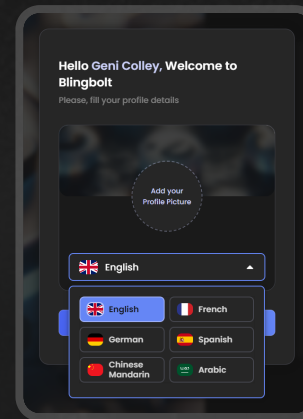 Hello Geni Colley, Welcome to
Blingbolt
Please, fill your profile details
Add your
Profile Picture
English
English
French
German
Spanish
Chinese
Mandarin
Arabic